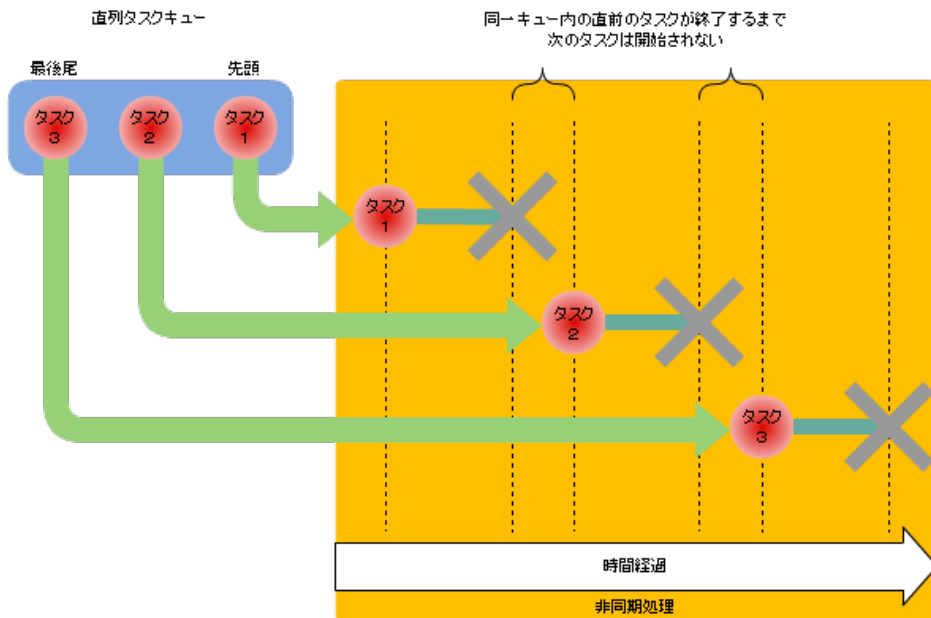 直列タスクキュー
同一キュー内の直前のタスクが終了するまで
次のタスクは開始されない
最後尾
先頭
タスク
3
タスク
2
タスク
1
タスク
1
タスク
2
タスク
3
時間経過
非同期処理